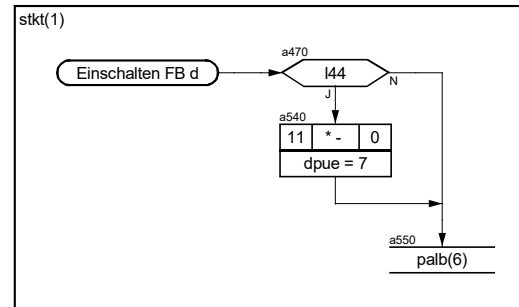 stkt(1)
a470
Einschalten FB d
I44
J
N
a540
11 * - 0
dpue = 7
a550
palb(6)